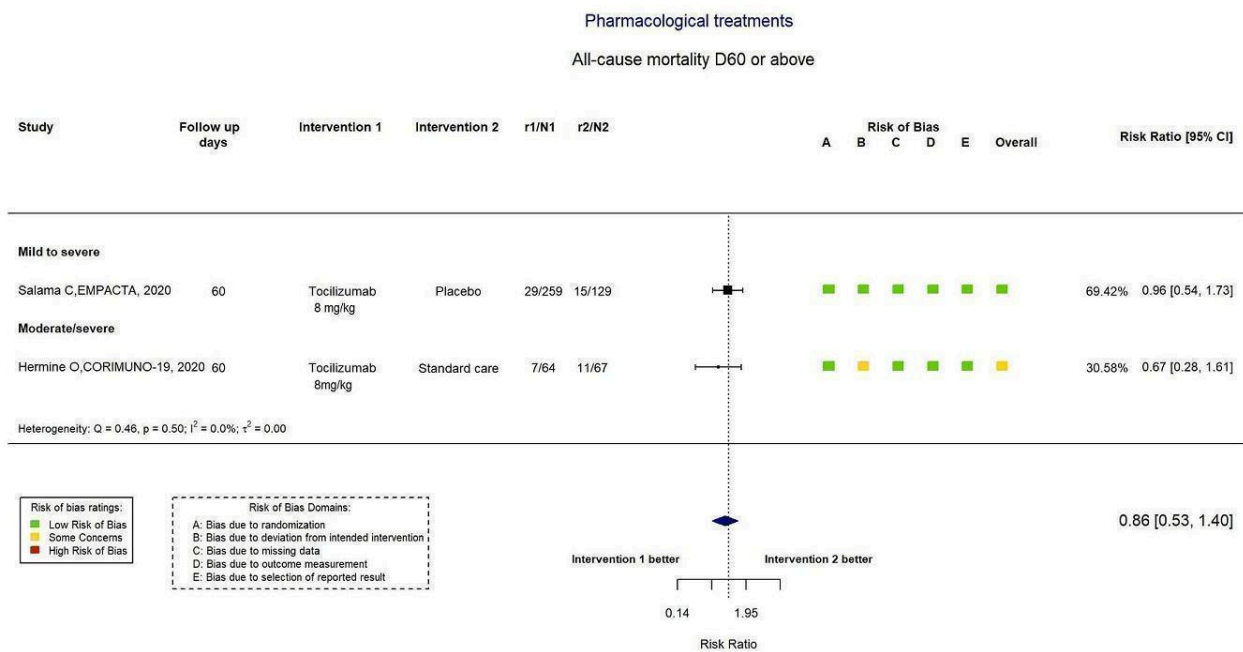 Pharmacological treatments
All-cause mortality D60 or above
Study Follow up days Intervention 1 Intervention 2 r1/N1 r2/N2 Risk of Bias A B C D E Overall Risk Ratio [95% CI]
Mild to severe
Salama C,EMPACTA, 2020 60 Tocilizumab 8 mg/kg Placebo 29/259 15/129 69.42% 0.96 [0.54, 1.73]
Moderate/severe
Hermine O,CORIMUNO-19, 2020 60 Tocilizumab 8mg/kg Standard care 7/64 11/67 30.58% 0.67 [0.28, 1.61]
Heterogeneity: Q = 0.46, p = 0.50; I² = 0.0%; τ² = 0.00
Risk of bias ratings:
Low Risk of Bias
Some Concerns
High Risk of Bias
Risk of Bias Domains:
A: Bias due to randomization
B: Bias due to deviation from intended intervention
C: Bias due to missing data
D: Bias due to outcome measurement
E: Bias due to selection of reported result
0.86 [0.53, 1.40]
Intervention 1 better Intervention 2 better
0.14 1.95
Risk Ratio